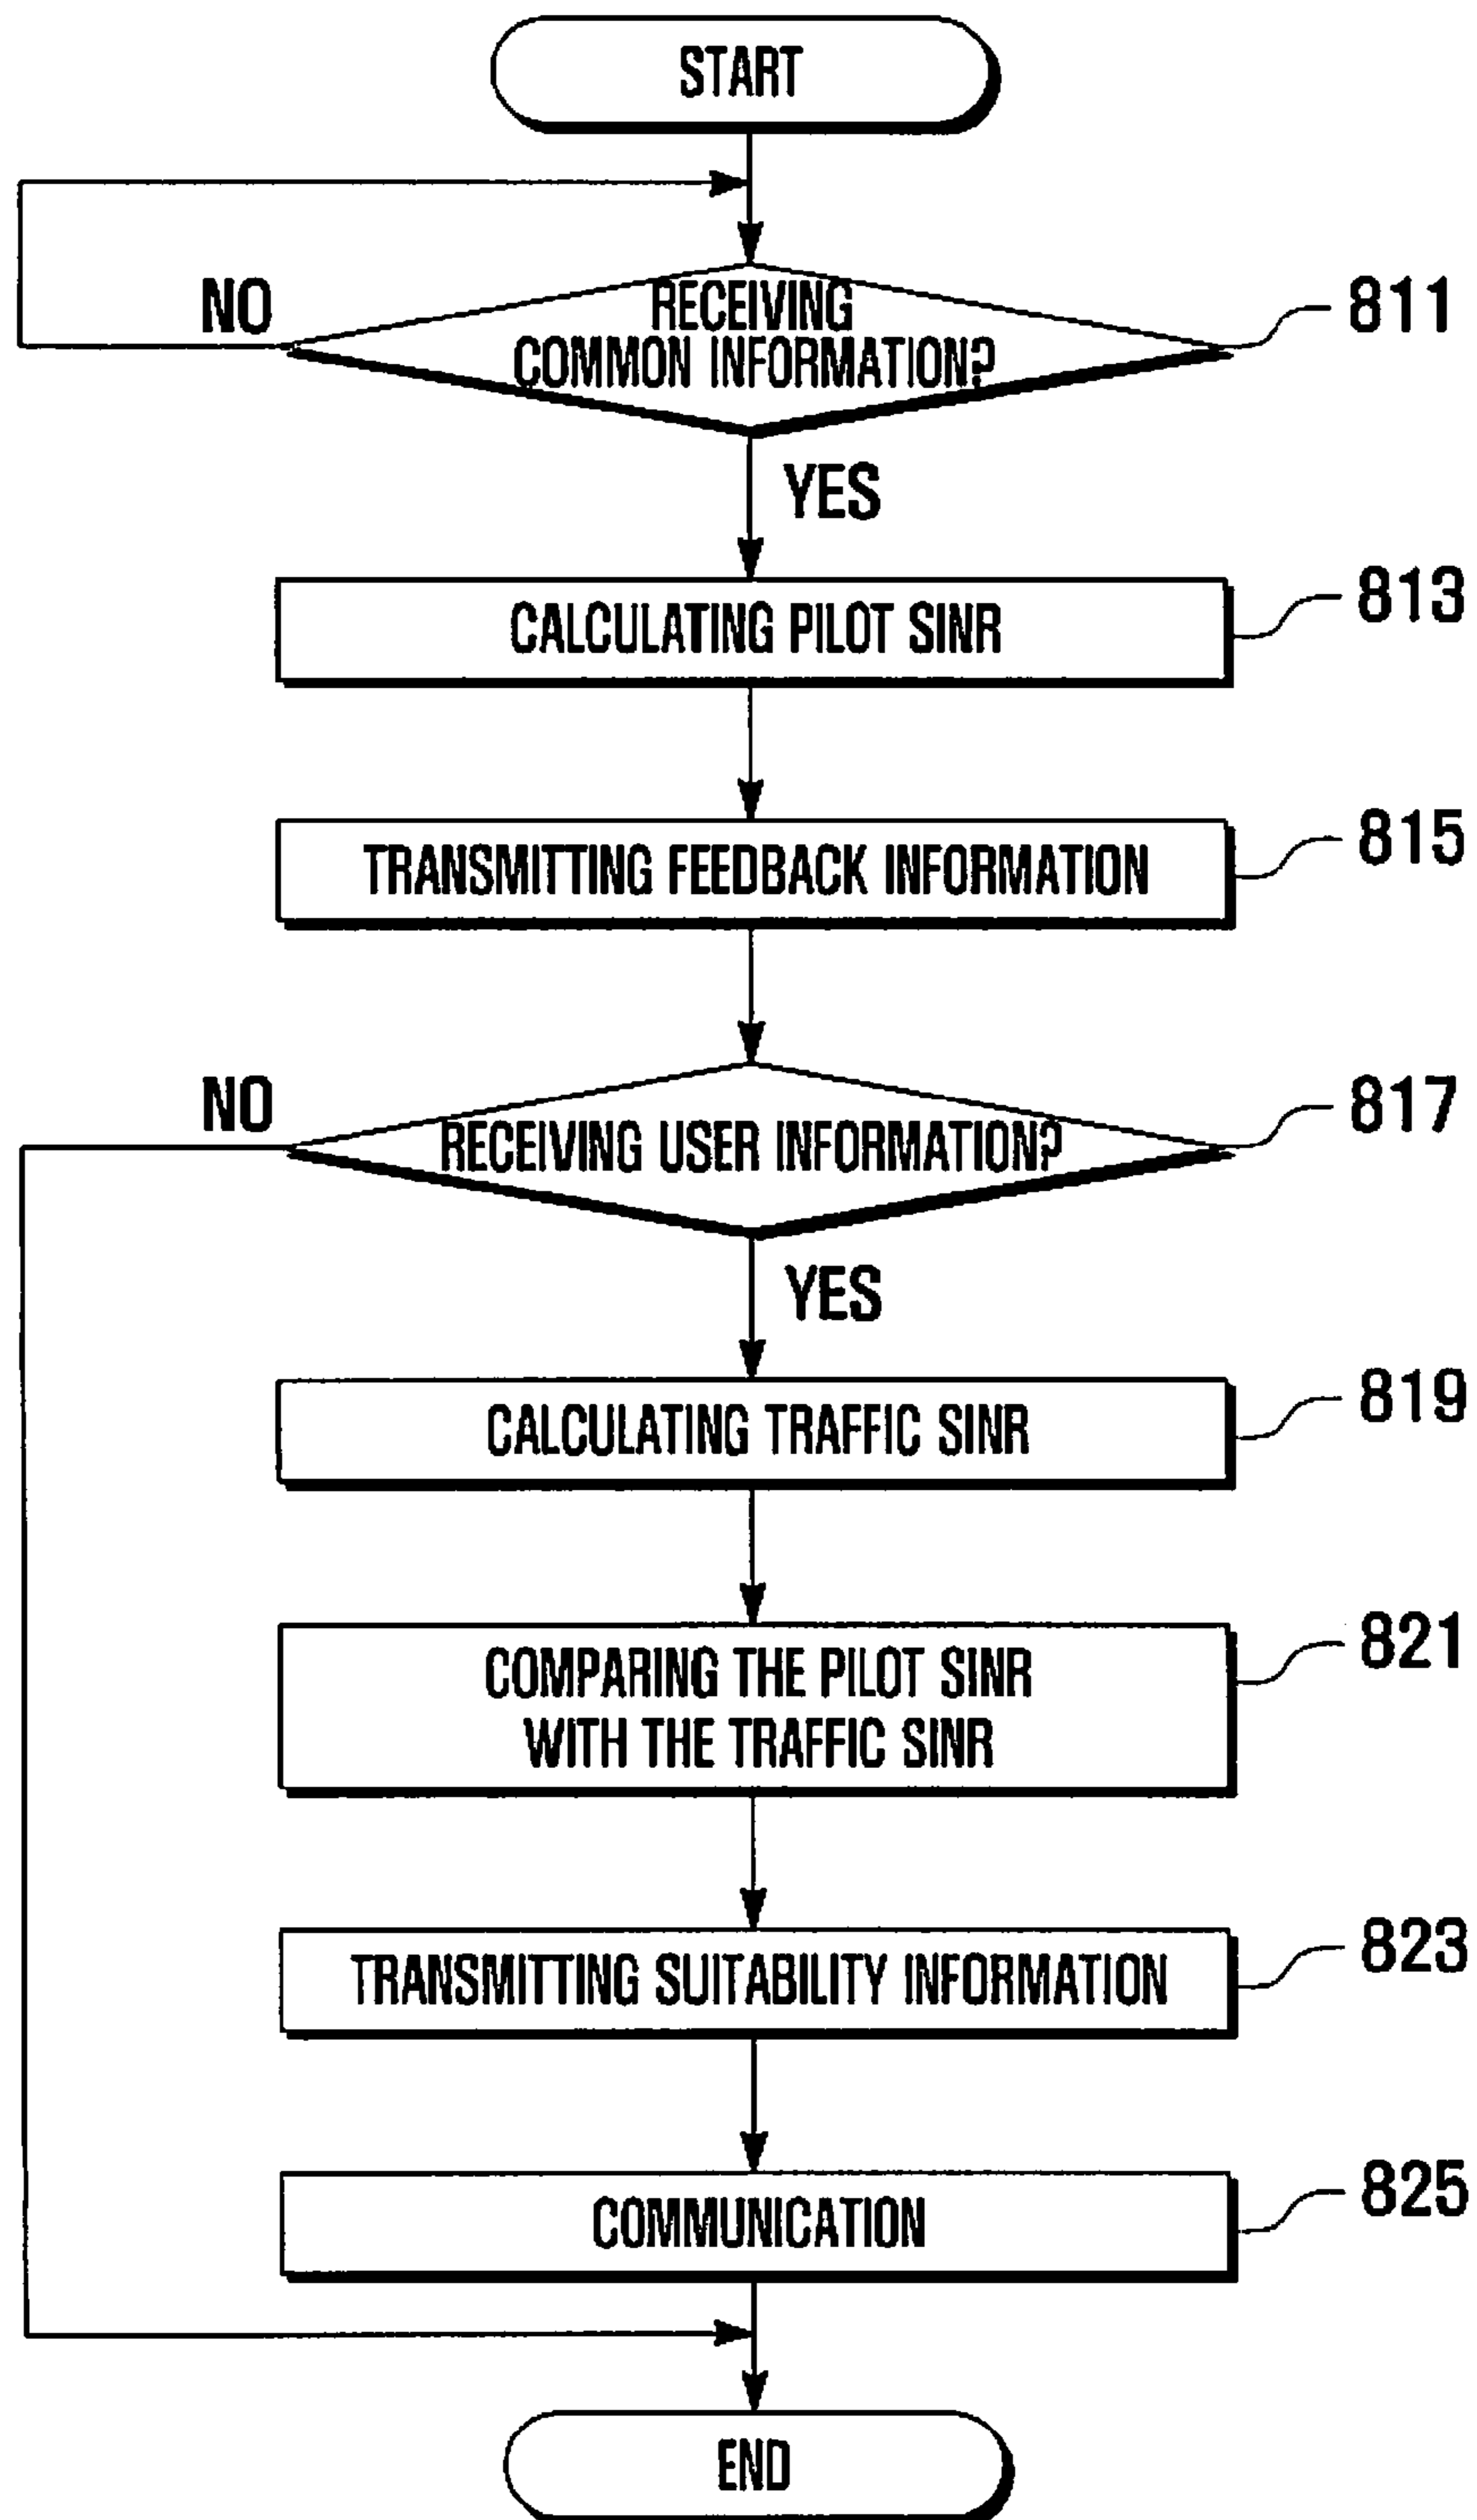 START
NO
RECEIVING
COMMON INFORMATION?
811
YES
CALCULATING PILOT SINR
813
TRANSMITTING FEEDBACK INFORMATION
815
NO
RECEIVING USER INFORMATION?
817
YES
CALCULATING TRAFFIC SINR
819
COMPARING THE PILOT SINR
WITH THE TRAFFIC SINR
821
TRANSMITTING SUITABILITY INFORMATION
823
COMMUNICATION
825
END